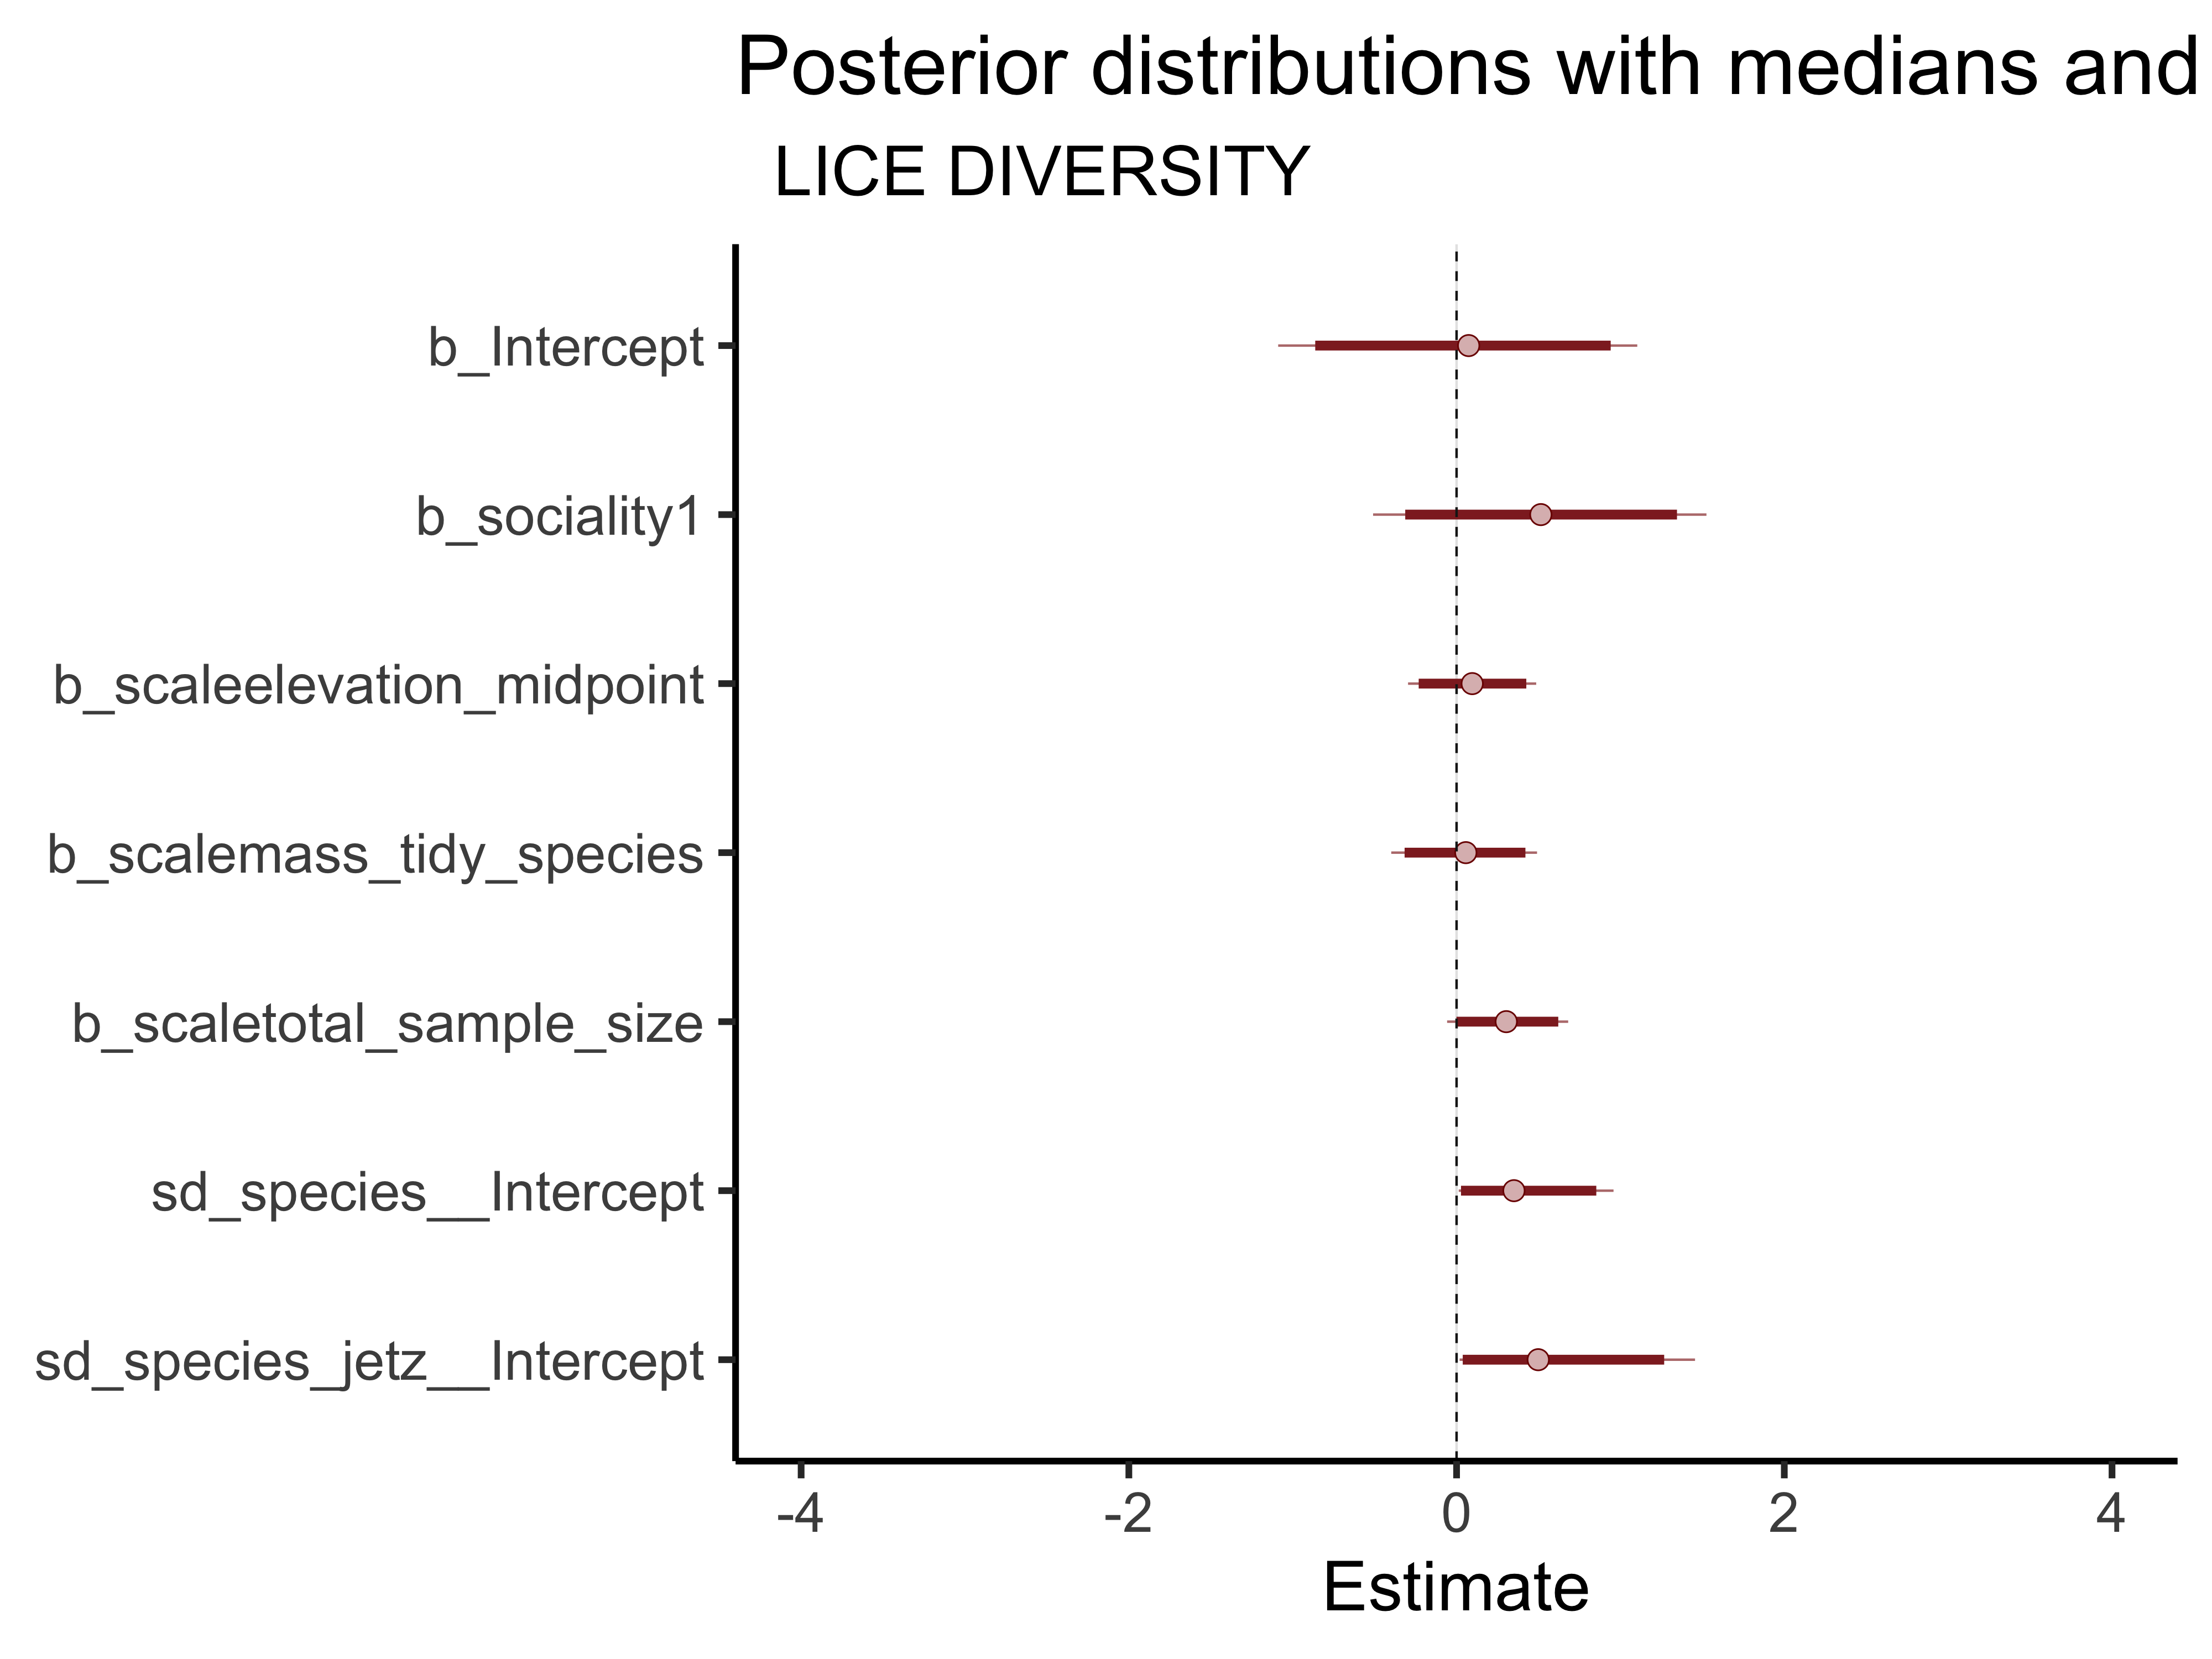 Posterior distributions with medians and
LICE DIVERSITY
b_Intercept
b_sociality1
b_scaleelevation_midpoint
b_scalemass_tidy_species
b_scaletotal_sample_size
sd_species__Intercept
sd_species_jetz__Intercept
-4 -2 0 2 4
Estimate